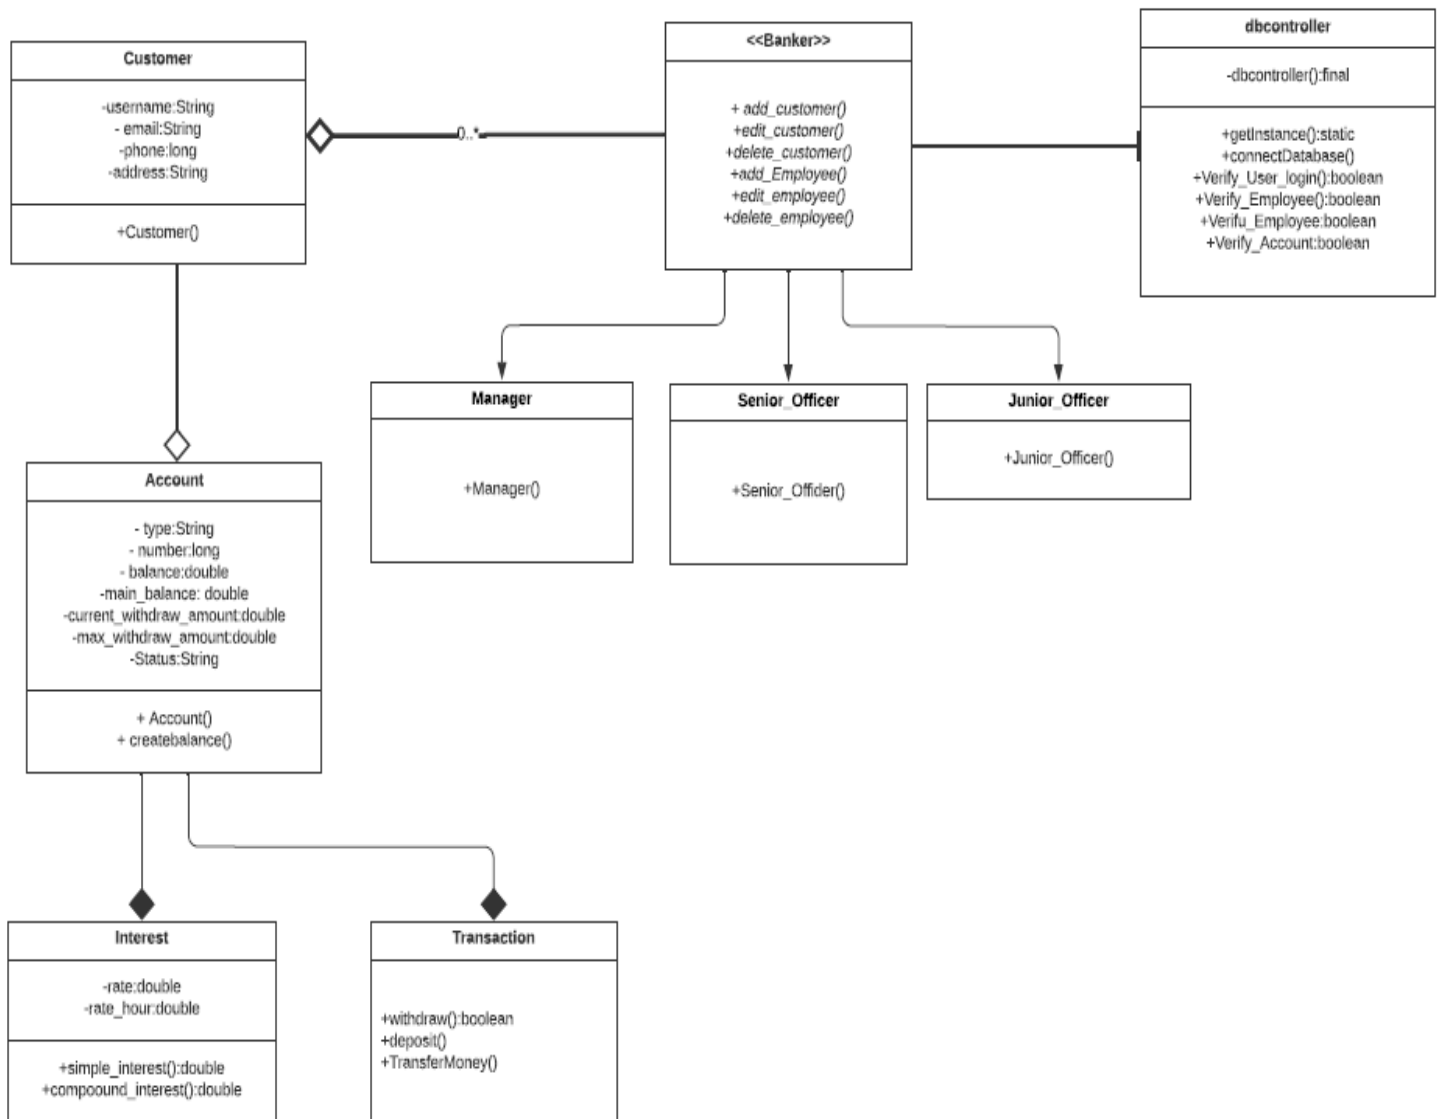 Customer
-username:String
- email:String
-phone:long
-address:String
+Customer()
0..*
<<Banker>>
+ add_customer()
+edit_customer()
+delete_customer()
+add_Employee()
+edit_employee()
+delete_employee()
dbcontroller
-dbcontroller():final
+getInstance():static
+connectDatabase()
+Verify_User_login():boolean
+Verify_Employee():boolean
+Verifu_Employee:boolean
+Verify_Account:boolean
Manager
+Manager()
Senior_Officer
+Senior_Offider()
Junior_Officer
+Junior_Officer()
Account
- type:String
- number:long
- balance:double
-main_balance: double
-current_withdraw_amount:double
-max_withdraw_amount:double
-Status:String
+ Account()
+ createbalance()
Interest
-rate:double
-rate_hour:double
+simple_interest():double
+compoound_interest():double
Transaction
+withdraw():boolean
+deposit()
+TransferMoney()